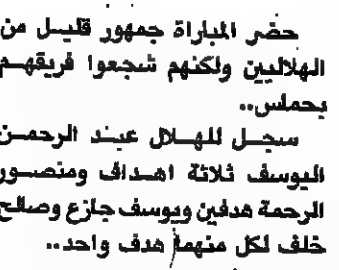 حضر المباراة جمهور قليل من
الهلاليين ولكنهم شجعوا فريقهم
بحماس..
سجل للهلال عبد الرحمن
اليوسف ثلاثة اهداف ومنصور
الرحمة هدفين ويوسف جازع وصالح
خلف لكل منهما هدف واحد..